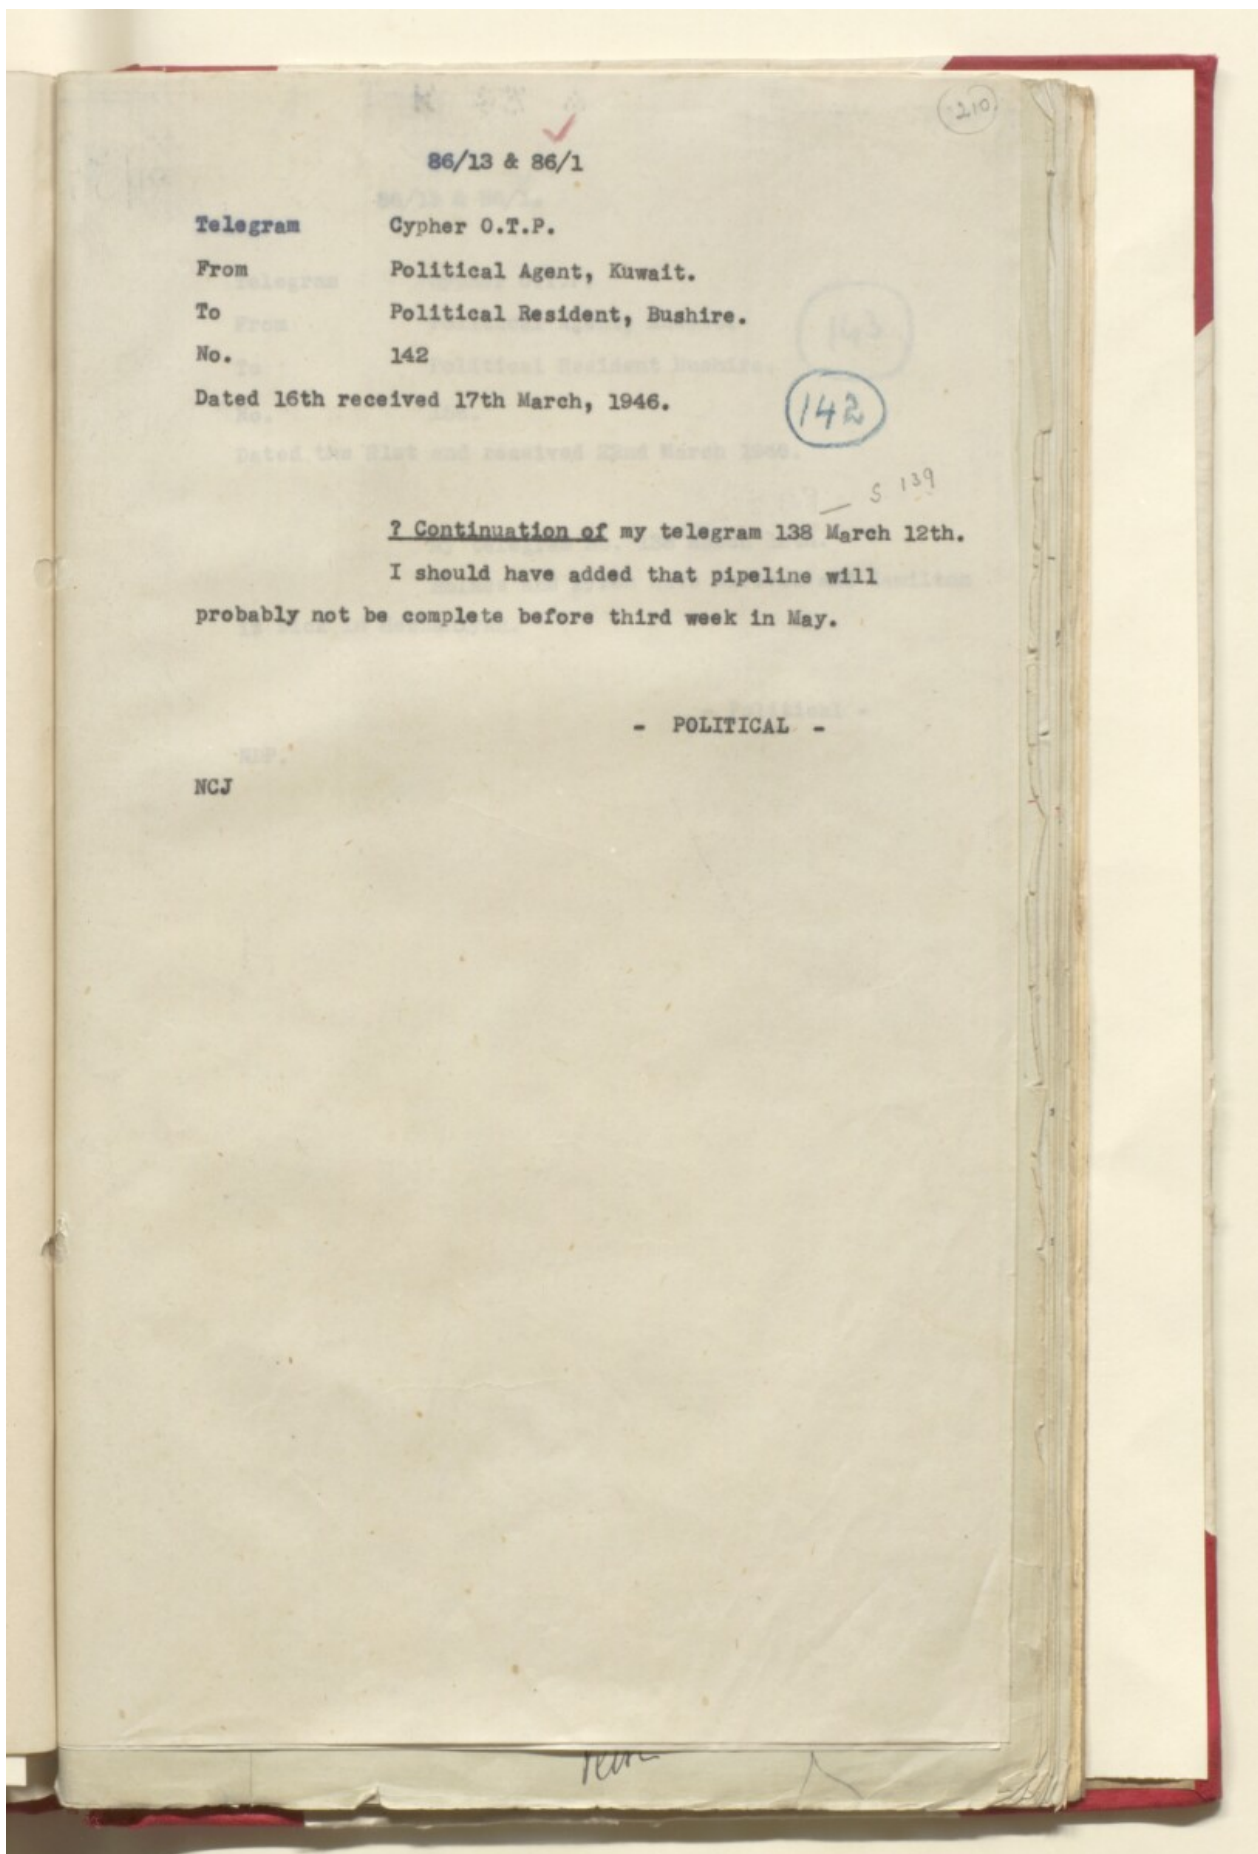 210
86/13 & 86/1
Telegram Cypher O.T.P.
From Political Agent, Kuwait.
To Political Resident, Bushire.
No. 142
Dated 16th received 17th March, 1946.
142
S 139
? Continuation of my telegram 138 March 12th.
I should have added that pipeline will
probably not be complete before third week in May.
- POLITICAL -
NCJ